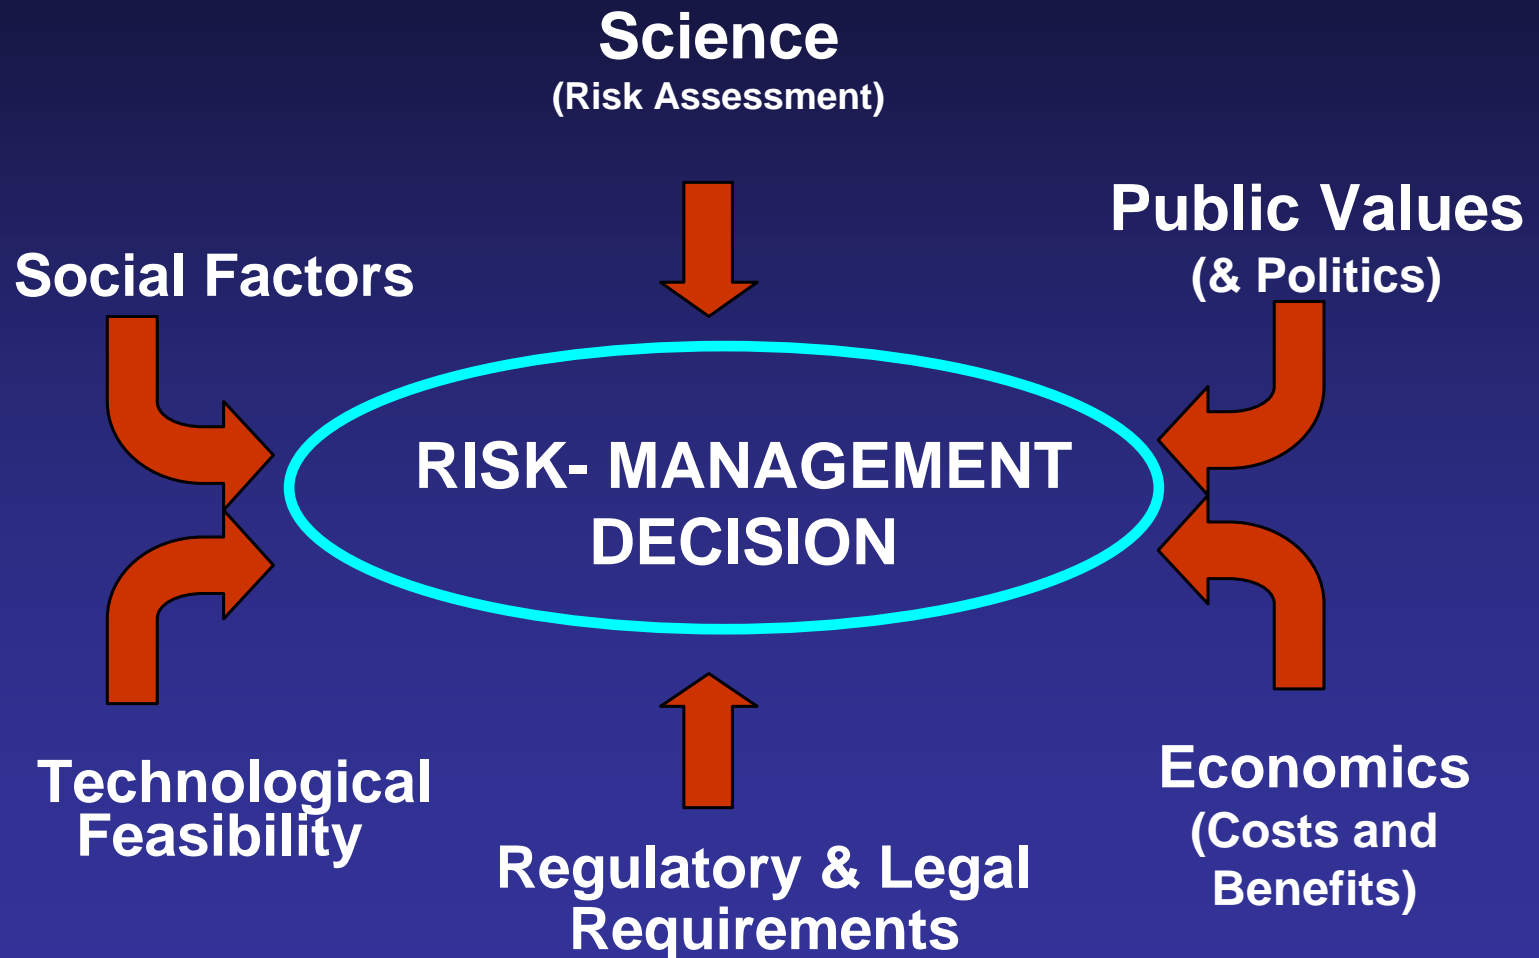 Science
(Risk Assessment)
Public Values
(& Politics)
Social Factors
RISK- MANAGEMENT
DECISION
Technological
Feasibility
Regulatory & Legal
Requirements
Economics
(Costs and
Benefits)